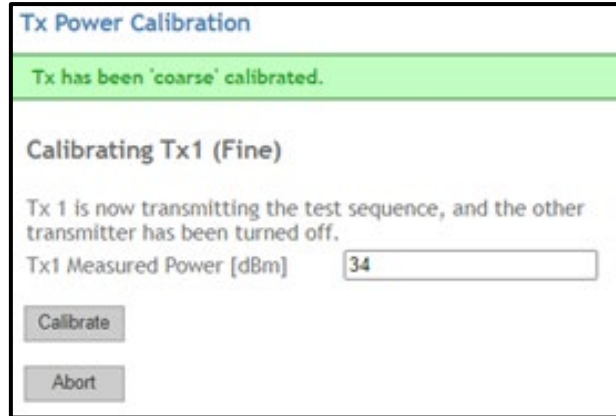 Tx Power Calibration
Tx has been 'coarse' calibrated.
Calibrating Tx1 (Fine)
Tx 1 is now transmitting the test sequence, and the other
transmitter has been turned off.
Tx1 Measured Power [dBm] 34
Calibrate
Abort